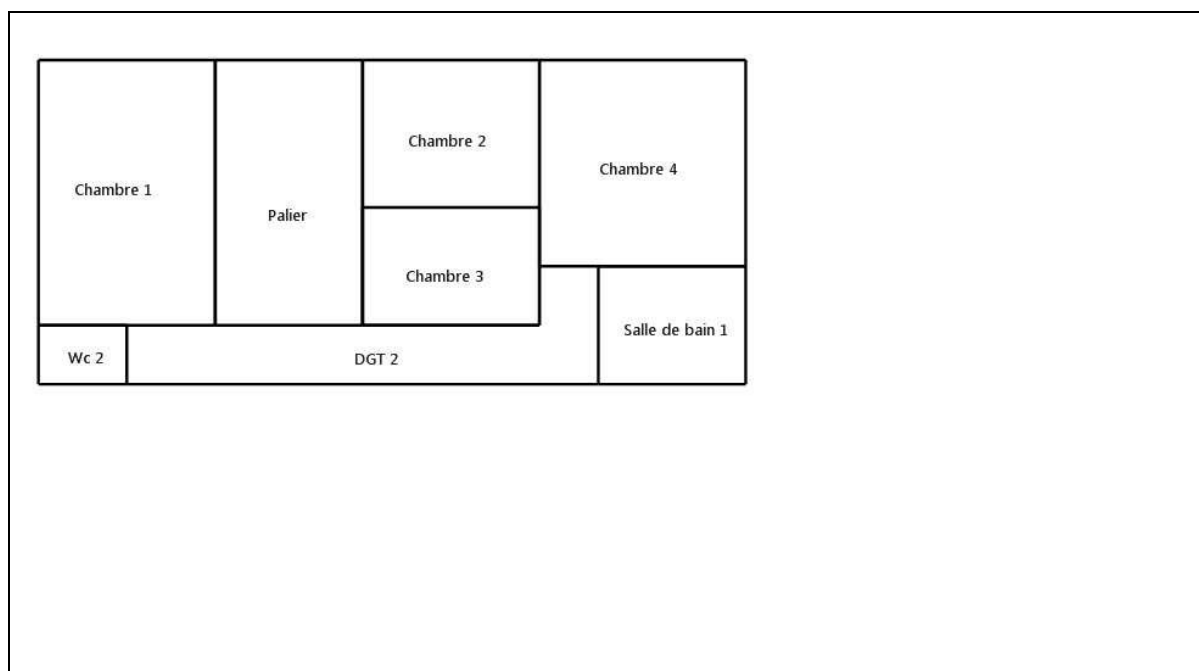 Chambre 1
Palier
Chambre 2
Chambre 3
Chambre 4
Salle de bain 1
Wc 2
DGT 2